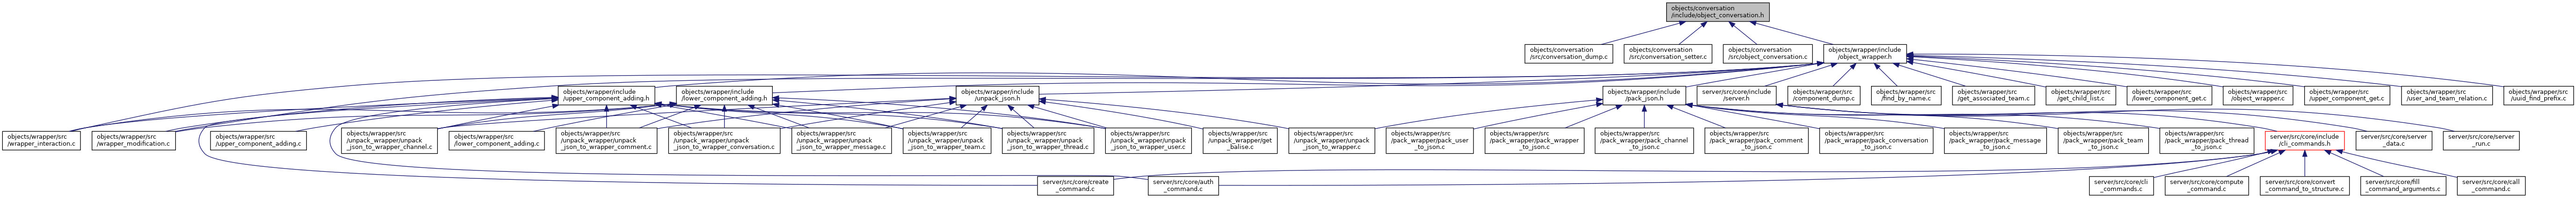 objects/conversation
/include/object_conversation.h
objects/conversation
/src/conversation_dump.c
objects/conversation
/src/conversation_setter.c
objects/conversation
/src/object_conversation.c
objects/wrapper/include
/object_wrapper.h
objects/wrapper/include
/upper_component_adding.h
objects/wrapper/include
/lower_component_adding.h
objects/wrapper/include
/unpack_json.h
objects/wrapper/include
/pack_json.h
server/src/core/include
/server.h
objects/wrapper/src
/component_dump.c
objects/wrapper/src
/find_by_name.c
objects/wrapper/src
/get_associated_team.c
objects/wrapper/src
/get_child_list.c
objects/wrapper/src
/lower_component_get.c
objects/wrapper/src
/object_wrapper.c
objects/wrapper/src
/upper_component_get.c
objects/wrapper/src
/user_and_team_relation.c
objects/wrapper/src
/uuid_find_prefix.c
objects/wrapper/src
/wrapper_interaction.c
objects/wrapper/src
/wrapper_modification.c
objects/wrapper/src
/upper_component_adding.c
objects/wrapper/src
/unpack_wrapper/unpack
_json_to_wrapper_channel.c
objects/wrapper/src
/lower_component_adding.c
objects/wrapper/src
/unpack_wrapper/unpack
_json_to_wrapper_comment.c
objects/wrapper/src
/unpack_wrapper/unpack
_json_to_wrapper_conversation.c
objects/wrapper/src
/unpack_wrapper/unpack
_json_to_wrapper_message.c
objects/wrapper/src
/unpack_wrapper/unpack
_json_to_wrapper_team.c
objects/wrapper/src
/unpack_wrapper/unpack
_json_to_wrapper_thread.c
objects/wrapper/src
/unpack_wrapper/unpack
_json_to_wrapper_user.c
objects/wrapper/src
/unpack_wrapper/get
_balise.c
objects/wrapper/src
/unpack_wrapper/unpack
_json_to_wrapper.c
objects/wrapper/src
/pack_wrapper/pack_user
_to_json.c
objects/wrapper/src
/pack_wrapper/pack_wrapper
_to_json.c
objects/wrapper/src
/pack_wrapper/pack_channel
_to_json.c
objects/wrapper/src
/pack_wrapper/pack_comment
_to_json.c
objects/wrapper/src
/pack_wrapper/pack_conversation
_to_json.c
objects/wrapper/src
/pack_wrapper/pack_message
_to_json.c
objects/wrapper/src
/pack_wrapper/pack_team
_to_json.c
objects/wrapper/src
/pack_wrapper/pack_thread
_to_json.c
server/src/core/include
/cli_commands.h
server/src/core/server
_data.c
server/src/core/server
_run.c
server/src/core/create
_command.c
server/src/core/auth
_command.c
server/src/core/cli
_commands.c
server/src/core/compute
_command.c
server/src/core/convert
_command_to_structure.c
server/src/core/fill
_command_arguments.c
server/src/core/call
_command.c